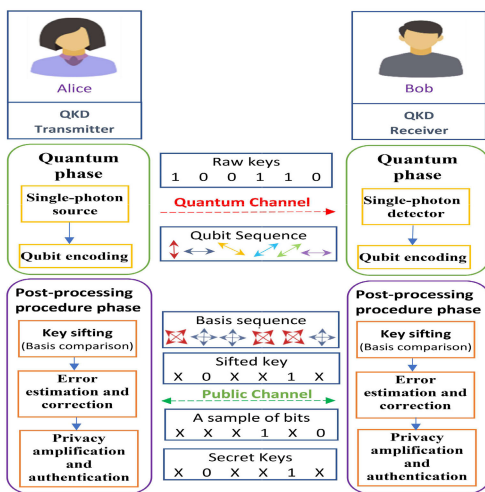 Alice
QKD
Transmitter
Quantum
phase
Single-photon
source
Qubit encoding
Post-processing
procedure phase
Key sifting
(Basis comparison)
Error
estimation and
correction
Privacy
amplification
and
authentication
Raw keys
1 0 0 1 1 0
Quantum Channel
Qubit Sequence
Basis sequence
Sifted key
X 0 X X 1 X
Public Channel
A sample of bits
X X X 1 X 0
Secret Keys
X 0 X X 1 X
Bob
QKD
Receiver
Quantum
phase
Single-photon
detector
Qubit encoding
Post-processing
procedure phase
Key sifting
(Basis comparison)
Error
estimation and
correction
Privacy
amplification
and
authentication